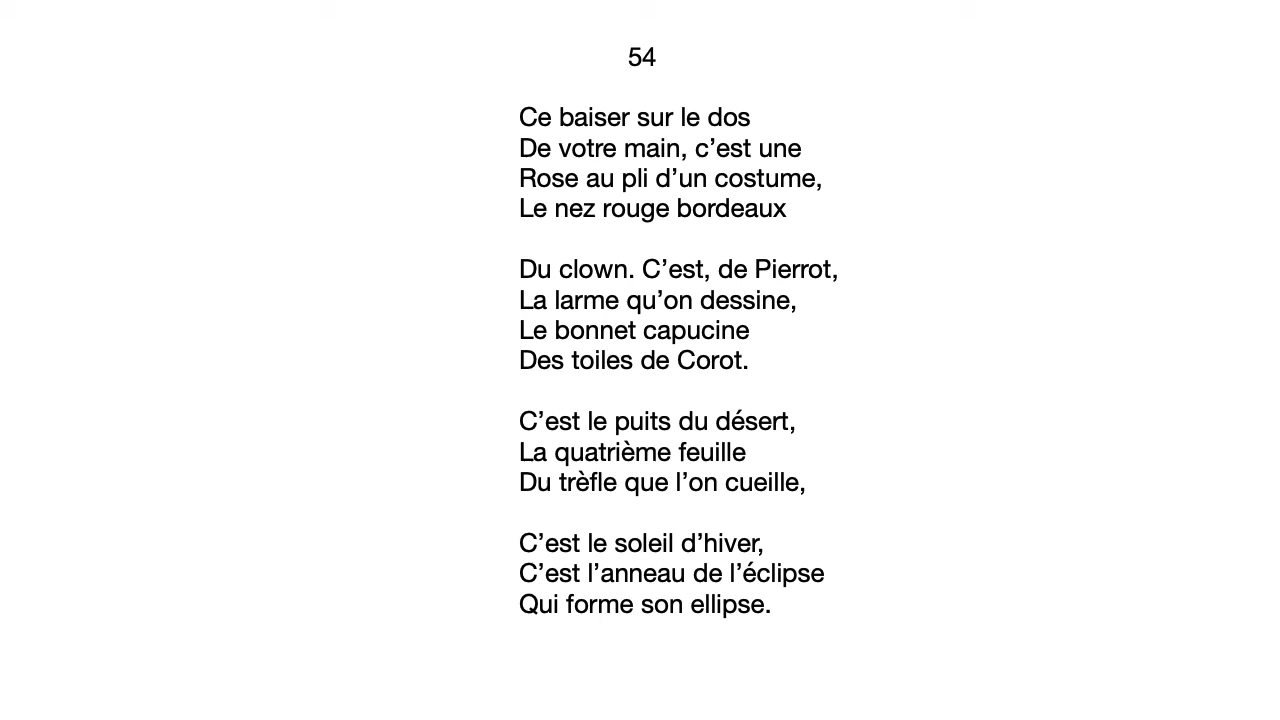 54
Ce baiser sur le dos
De votre main, c’est une
Rose au pli d’un costume,
Le nez rouge bordeaux
Du clown. C’est, de Pierrot,
La larme qu’on dessine,
Le bonnet capucine
Des toiles de Corot.
C’est le puits du désert,
La quatrième feuille
Du trèfle que l’on cueille,
C’est le soleil d’hiver,
C’est l’anneau de l’éclipse
Qui forme son ellipse.